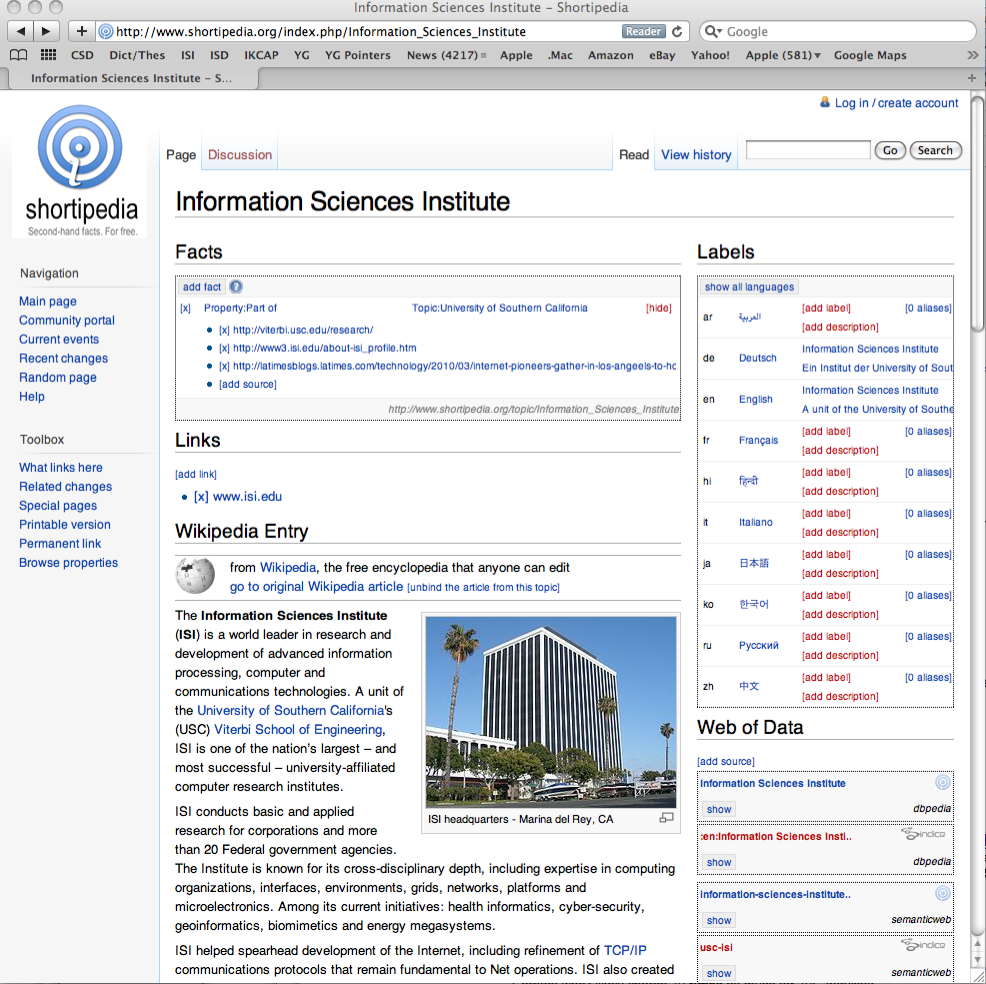 Information Sciences Institute - Shortipedia
http://www.shortipedia.org/index.php/Information_Sciences_Institute
Reader
Google
CSD Dict/Thes ISI ISD IKCAP YG YG Pointers News (4217) Apple .Mac Amazon eBay Yahoo! Apple (581) Google Maps
Information Sciences Institute – S...
Log in / create account
Page Discussion
Read View history
Go Search
shortipedia
Second-hand facts. For free.
Navigation
Main page
Community portal
Current events
Recent changes
Random page
Help
Toolbox
What links here
Related changes
Special pages
Printable version
Permanent link
Browse properties
Information Sciences Institute
Facts
add fact ?
[x] Property:Part of Topic:University of Southern California [hide]
[x] http://viterbi.usc.edu/research/
[x] http://www3.isi.edu/about-isi_profile.htm
[x] http://latimesblogs.latimes.com/technology/2010/03/internet-pioneers-gather-in-los-angeels-to-hc
[add source]
http://www.shortipedia.org/topic/Information_Sciences_Institute
Links
[add link]
[x] www.isi.edu
Wikipedia Entry
from Wikipedia, the free encyclopedia that anyone can edit
go to original Wikipedia article [unbind the article from this topic]
The Information Sciences Institute
(ISI) is a world leader in research and
development of advanced information
processing, computer and
communications technologies. A unit of
the University of Southern California's
(USC) Viterbi School of Engineering,
ISI is one of the nation's largest – and
most successful – university-affiliated
computer research institutes.
ISI headquarters - Marina del Rey, CA
ISI conducts basic and applied
research for corporations and more
than 20 Federal government agencies.
The Institute is known for its cross-disciplinary depth, including expertise in computing
organizations, interfaces, environments, grids, networks, platforms and
microelectronics. Among its current initiatives: health informatics, cyber-security,
geoinformatics, biomimetics and energy megasystems.
ISI helped spearhead development of the Internet, including refinement of TCP/IP
communications protocols that remain fundamental to Net operations. ISI also created
Labels
show all languages
ar العربية [add label] [0 aliases]
[add description]
de Deutsch Information Sciences Institute
Ein Institut der University of Sout
en English Information Sciences Institute
A unit of the University of Southe
fr Français [add label] [0 aliases]
[add description]
hi हिन्दी [add label] [0 aliases]
[add description]
it Italiano [add label] [0 aliases]
[add description]
ja 日本語 [add label] [0 aliases]
[add description]
ko 한국어 [add label] [0 aliases]
[add description]
ru Русский [add label] [0 aliases]
[add description]
zh 中文 [add label] [0 aliases]
[add description]
Web of Data
[add source]
Information Sciences Institute
show dbpedia
:en:Information Sciences Insti.. Sindice
show dbpedia
information-sciences-institute..
show semanticweb
usc-isi Sindice
show semanticweb